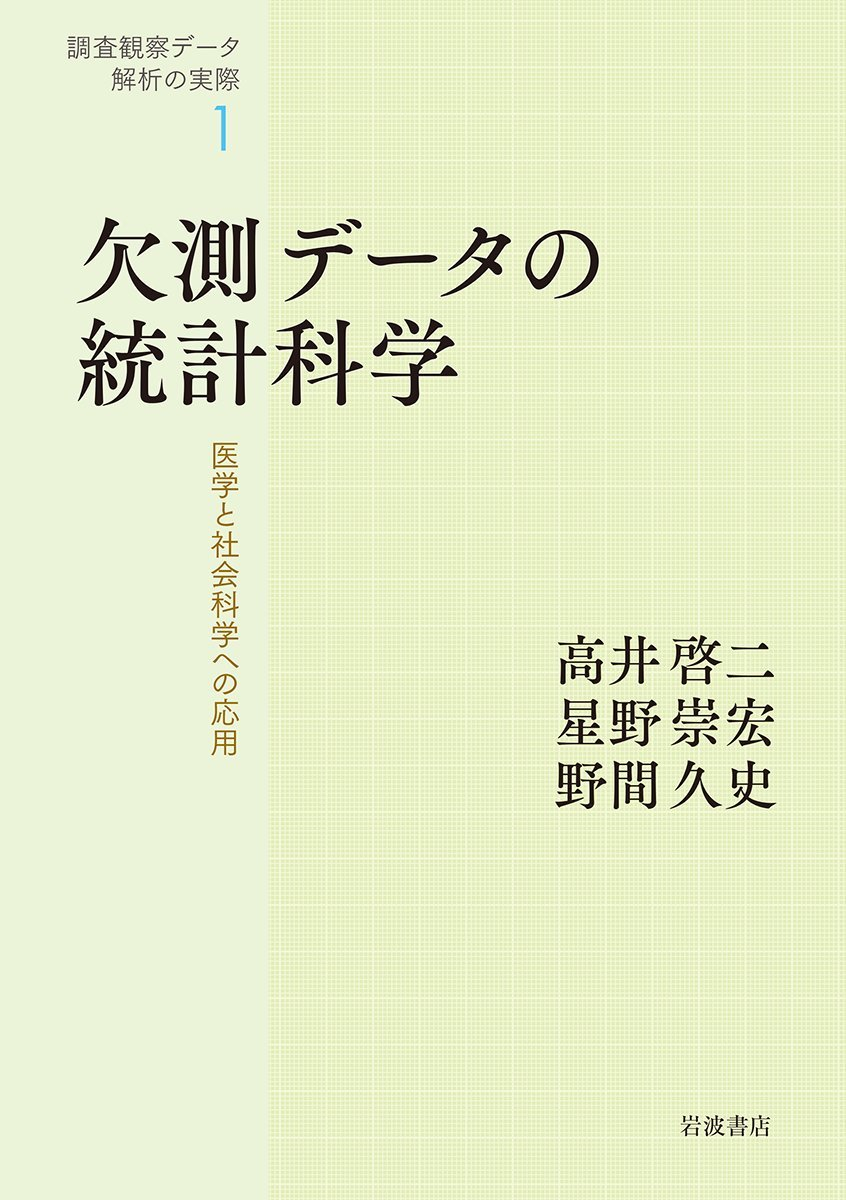 調査観察データ
解析の実際
1
欠測データの
統計科学
医学と社会科学への応用
高井啓二
星野崇宏
野間久史
岩波書店